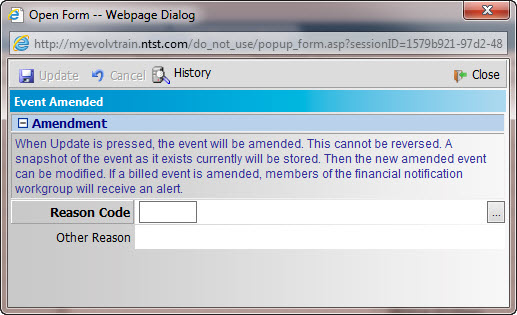 Open Form -- Webpage Dialog
http://myevolvtrain.ntst.com/do_not_use/popup_form.asp?sessionID=1579b921-97d2-48
Update Cancel History Close
Event Amended
Amendment
When Update is pressed, the event will be amended. This cannot be reversed. A
snapshot of the event as it exists currently will be stored. Then the new amended event
can be modified. If a billed event is amended, members of the financial notification
workgroup will receive an alert.
Reason Code ...
Other Reason